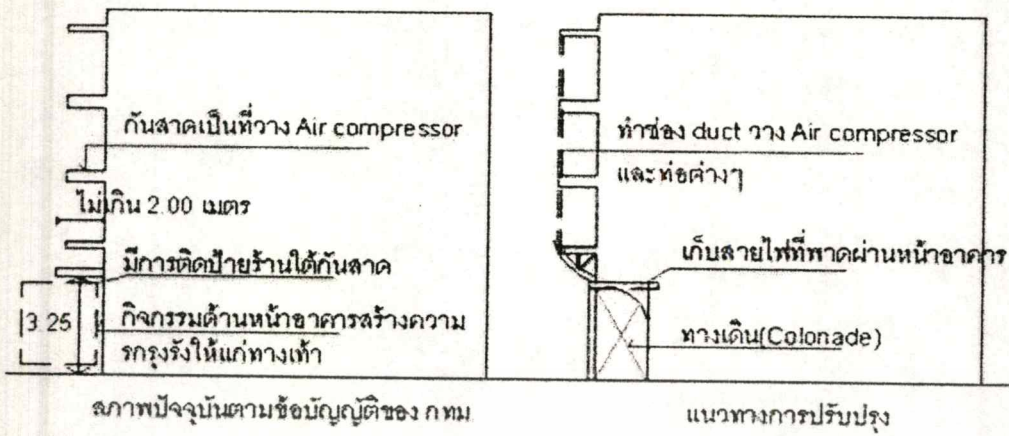 กันสาดเป็นที่วาง Air compressor
ไม่เกิน 2.00 เมตร
มีการติดป้ายร้านใต้กันสาด
3.25
กิจกรรมด้านหน้าอาคารสร้างความ
รกรุงรังให้แก่ทางเท้า
สภาพปัจจุบันตามข้อบัญญัติของ กทม
ทำช่อง duct วาง Air compressor
และท่อต่างๆ
เก็บสายไฟที่พาดผ่านหน้าอาคาร
ทางเดิน(Colonade)
แนวทางการปรับปรุง